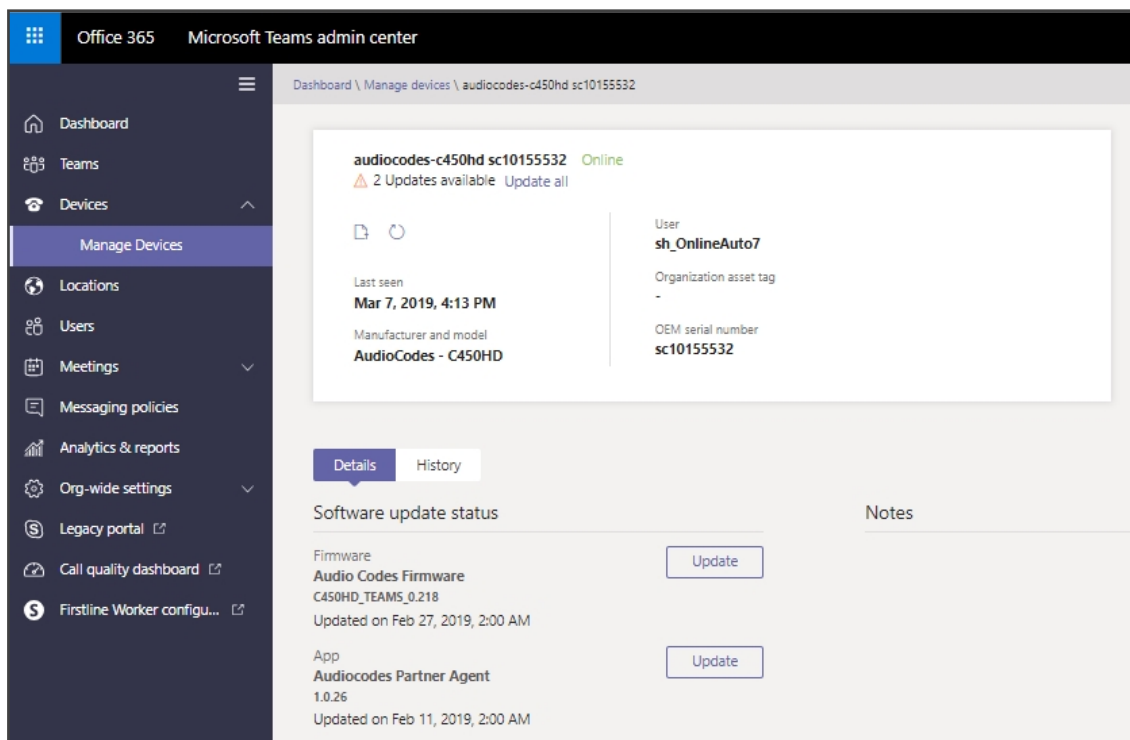 Office 365 Microsoft Teams admin center
Dashboard \ Manage devices \ audiocodes-c450hd sc10155532
Dashboard
Teams
Devices
Manage Devices
Locations
Users
Meetings
Messaging policies
Analytics & reports
Org-wide settings
Legacy portal
Call quality dashboard
Firstline Worker configu...
audiocodes-c450hd sc10155532 Online
2 Updates available Update all
Last seen
Mar 7, 2019, 4:13 PM
Manufacturer and model
AudioCodes - C450HD
User
sh_OnlineAuto7
Organization asset tag
-
OEM serial number
sc10155532
Details History
Software update status
Firmware
Audio Codes Firmware
C450HD_TEAMS_0.218
Updated on Feb 27, 2019, 2:00 AM
Update
App
Audiocodes Partner Agent
1.0.26
Updated on Feb 11, 2019, 2:00 AM
Update
Notes